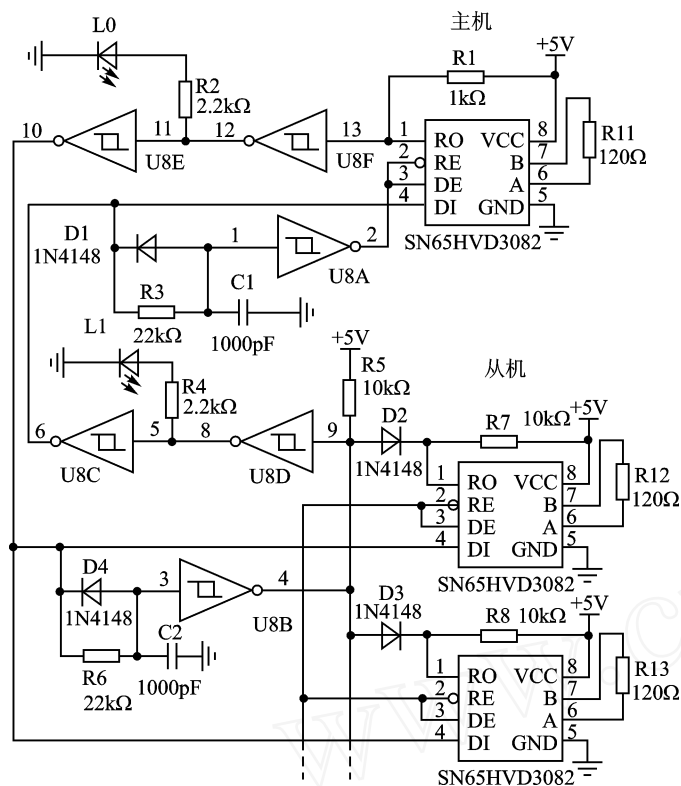 主机
L0
R1
1kΩ
+5V
R2
2.2kΩ
10
11
12
13
U8E
U8F
1
2
3
4
RO
RE
DE
DI
VCC
B
A
GND
8
7
6
5
R11
120Ω
SN65HVD3082
D1
1N4148
1
2
U8A
R3
22kΩ
C1
1000pF
L1
+5V
R5
10kΩ
从机
R4
2.2kΩ
6
5
8
9
U8C
U8D
D2
1N4148
R7
10kΩ
+5V
1
2
3
4
RO
RE
DE
DI
VCC
B
A
GND
8
7
6
5
R12
120Ω
SN65HVD3082
D4
1N4148
3
4
U8B
R6
22kΩ
C2
1000pF
D3
1N4148
R8
10kΩ
+5V
1
2
3
4
RO
RE
DE
DI
VCC
B
A
GND
8
7
6
5
R13
120Ω
SN65HVD3082
www.c